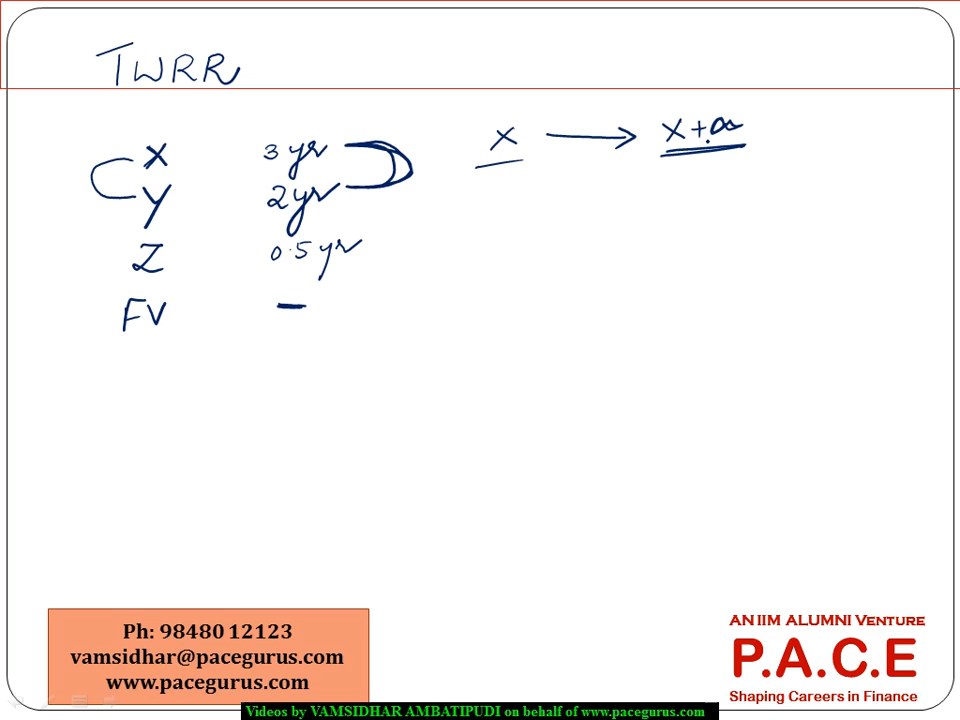 TWRR
X 3 yr X → X+a
Y 2 yr
Z 0.5 yr
FV –
Ph: 98480 12123
vamsidhar@pacegurus.com
www.pacegurus.com
AN IIM ALUMNI VENTURE
P.A.C.E
Shaping Careers in Finance
Videos by VAMSIDHAR AMBATIPUDI on behalf of www.pacegurus.com